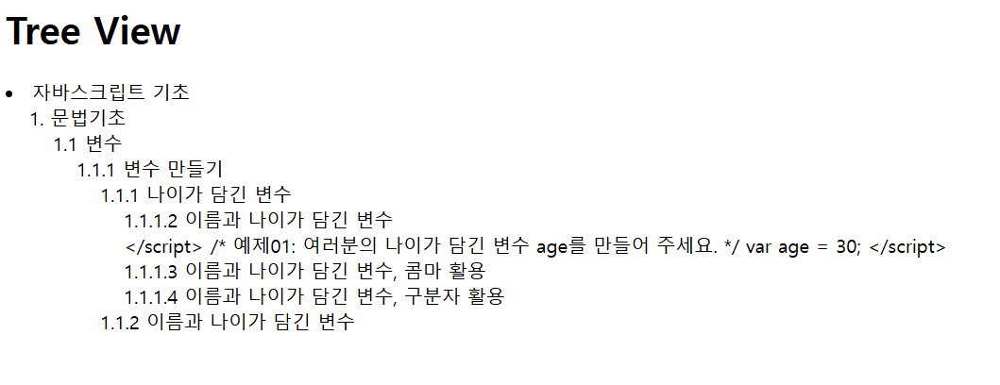 Tree View
• 자바스크립트 기초
1. 문법기초
1.1 변수
1.1.1 변수 만들기
1.1.1 나이가 담긴 변수
1.1.1.2 이름과 나이가 담긴 변수
</script> /* 예제01: 여러분의 나이가 담긴 변수 age를 만들어 주세요. */ var age = 30; </script>
1.1.1.3 이름과 나이가 담긴 변수, 콤마 활용
1.1.1.4 이름과 나이가 담긴 변수, 구분자 활용
1.1.2 이름과 나이가 담긴 변수